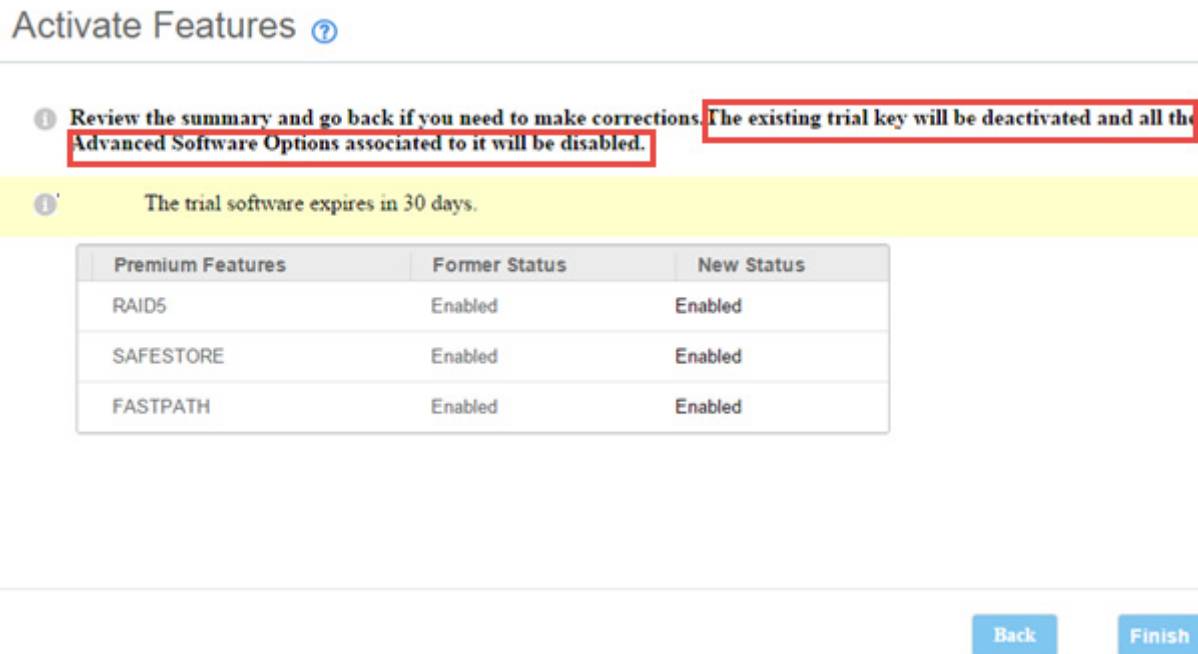 Activate Features ?
Review the summary and go back if you need to make corrections. The existing trial key will be deactivated and all the
Advanced Software Options associated to it will be disabled.
The trial software expires in 30 days.
Premium Features Former Status New Status
RAID5 Enabled Enabled
SAFESTORE Enabled Enabled
FASTPATH Enabled Enabled
Back Finish